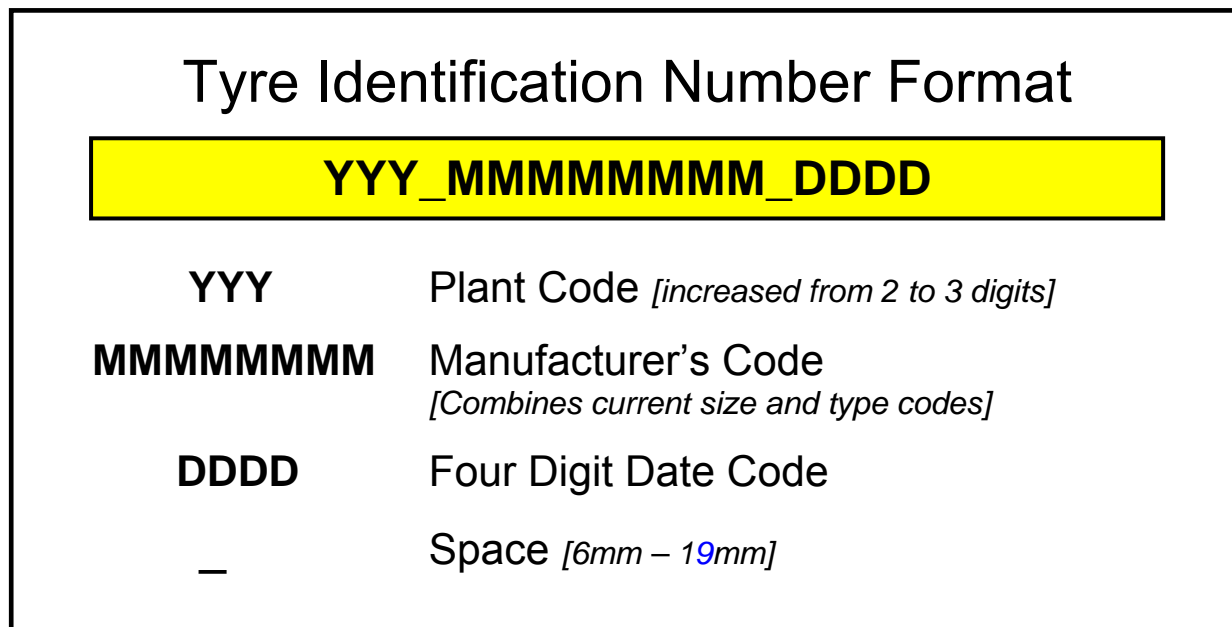 Tyre Identification Number Format
YYY_MMMMMMMM_DDDD
YYY Plant Code [increased from 2 to 3 digits]
MMMMMMMM Manufacturer’s Code
[Combines current size and type codes]
DDDD Four Digit Date Code
_ Space [6mm – 19mm]